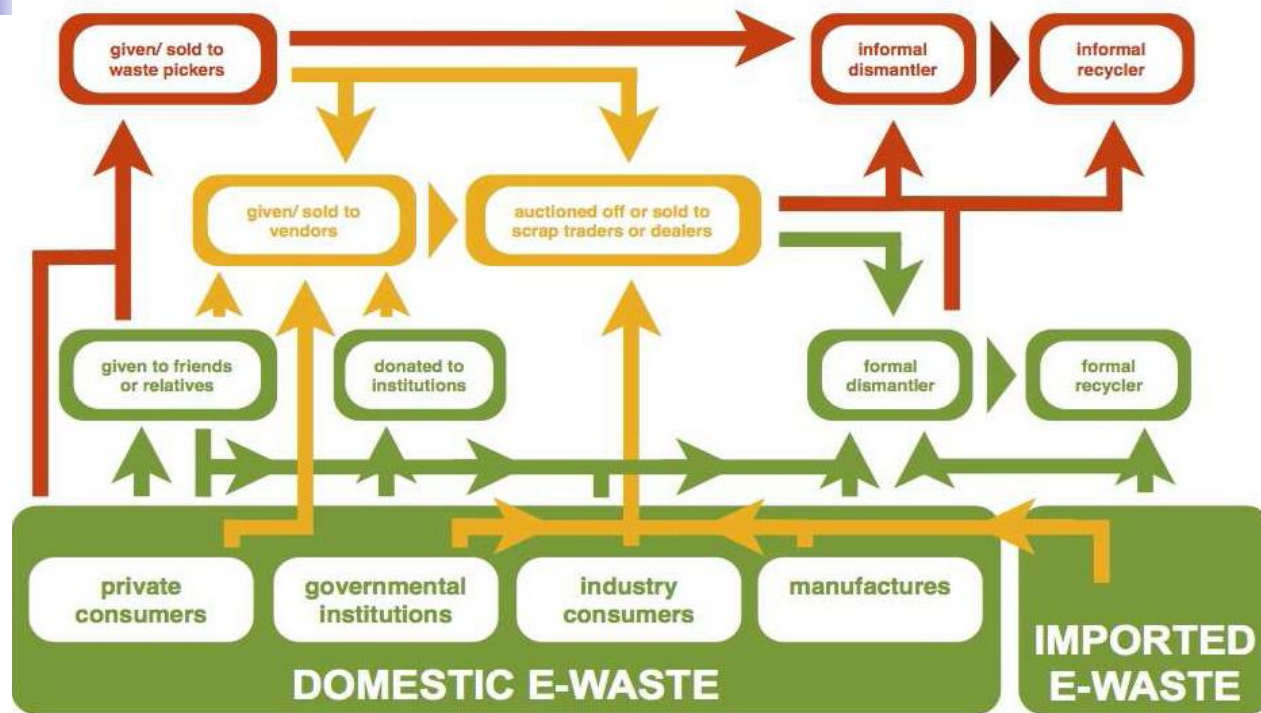 given/ sold to
waste pickers
informal
dismantler
informal
recycler
given/ sold to
vendors
auctioned off or sold to
scrap traders or dealers
given to friends
or relatives
donated to
institutions
formal
dismantler
formal
recycler
private
consumers
governmental
institutions
industry
consumers
manufactures
DOMESTIC E-WASTE
IMPORTED
E-WASTE